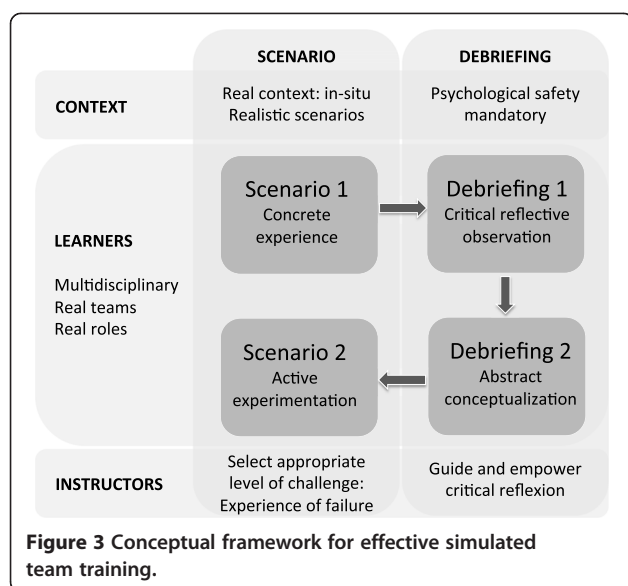 SCENARIO
DEBRIEFING
CONTEXT
Real context: in-situ
Realistic scenarios
Psychological safety
mandatory
LEARNERS
Multidisciplinary
Real teams
Real roles
Scenario 1
Concrete
experience
Debriefing 1
Critical reflective
observation
Scenario 2
Active
experimentation
Debriefing 2
Abstract
conceptualization
INSTRUCTORS
Select appropriate
level of challenge:
Experience of failure
Guide and empower
critical reflexion
Figure 3 Conceptual framework for effective simulated
team training.